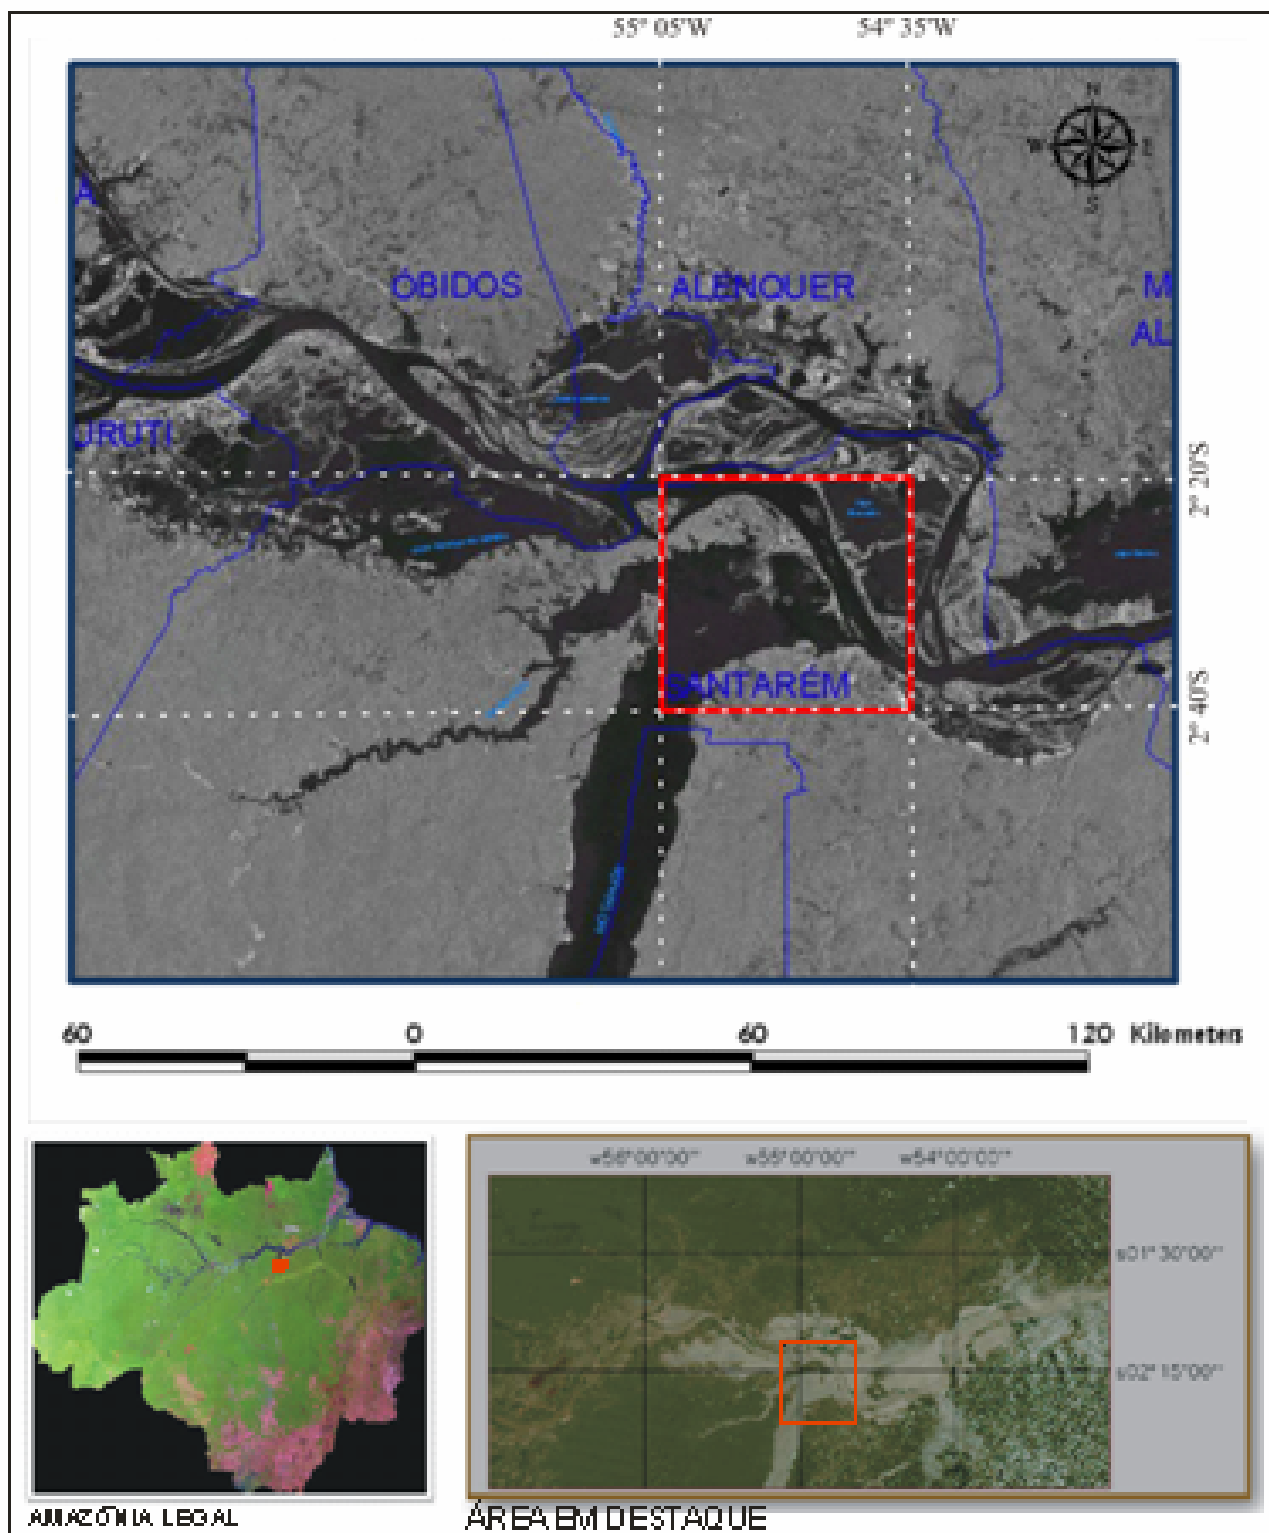 55° 05'W 54° 35'W
N
W E
S
A
ÓBIDOS ALENQUER M
AL
URUTI
2° 20'S
SANTARÉM
2° 40'S
RIO TAPAJÓS
60 0 60 120 Kilometers
w56°00'00'' w55°00'00'' w54°00'00''
s01°30'00''
s02°15'00''
AMAZÔNIA LEGAL
ÁREA EM DESTAQUE